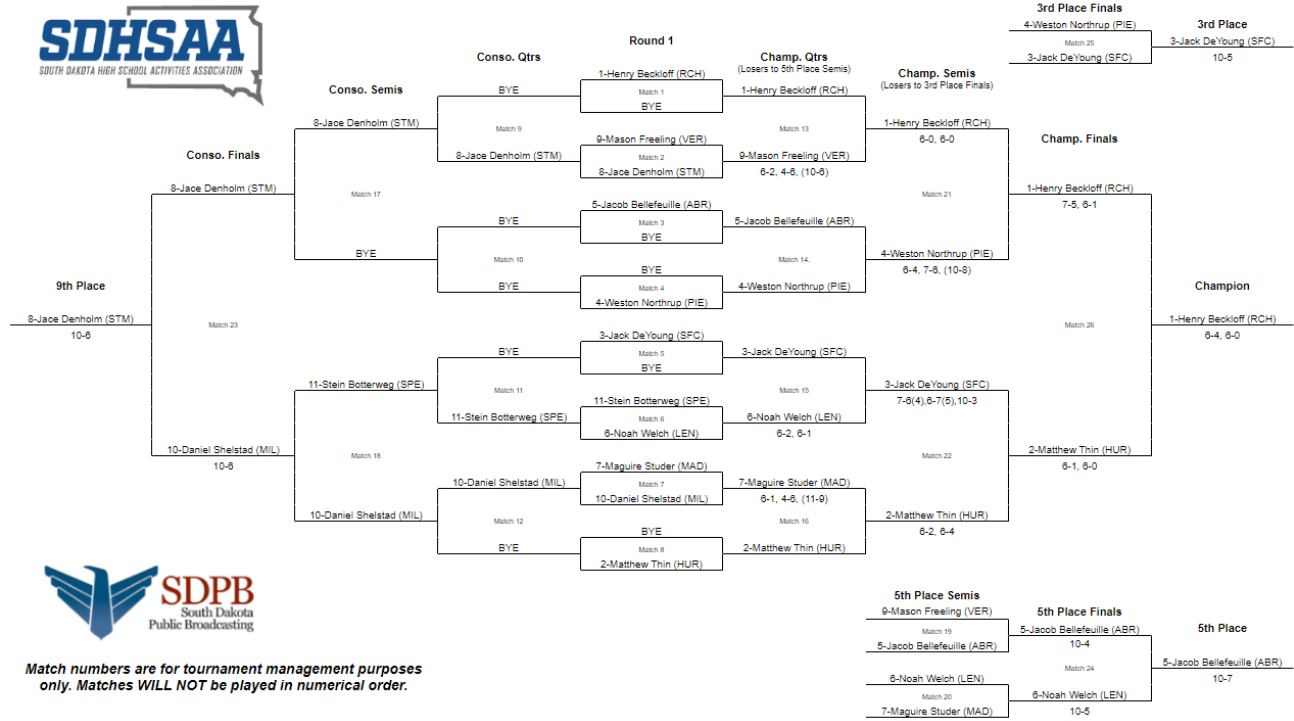 SDHSAA
SOUTH DAKOTA HIGH SCHOOL ACTIVITIES ASSOCIATION
3rd Place Finals
4-Weston Northrup (PIE)
Match 25
3-Jack DeYoung (SFC)
3rd Place
3-Jack DeYoung (SFC)
10-5
Round 1
1-Henry Beckloff (RCH)
Match 1
BYE
9-Mason Freeling (VER)
Match 2
8-Jace Denholm (STM)
5-Jacob Bellefeuille (ABR)
Match 3
BYE
BYE
Match 4
4-Weston Northrup (PIE)
3-Jack DeYoung (SFC)
Match 5
BYE
11-Stein Botterweg (SPE)
Match 6
6-Noah Welch (LEN)
7-Maguire Studer (MAD)
Match 7
10-Daniel Shelstad (MIL)
BYE
Match 8
2-Matthew Thin (HUR)
Champ. Qtrs
(Losers to 5th Place Semis)
1-Henry Beckloff (RCH)
Match 13
9-Mason Freeling (VER)
6-2, 4-6, (10-6)
5-Jacob Bellefeuille (ABR)
Match 14.
4-Weston Northrup (PIE)
3-Jack DeYoung (SFC)
Match 15
6-Noah Welch (LEN)
6-2, 6-1
7-Maguire Studer (MAD)
6-1, 4-6, (11-9)
Match 16
2-Matthew Thin (HUR)
Champ. Semis
(Losers to 3rd Place Finals)
1-Henry Beckloff (RCH)
6-0, 6-0
Match 21
4-Weston Northrup (PIE)
6-4, 7-6, (10-8)
3-Jack DeYoung (SFC)
7-6(4),6-7(5),10-3
Match 22
2-Matthew Thin (HUR)
6-2, 6-4
Champ. Finals
1-Henry Beckloff (RCH)
7-5, 6-1
Match 26
2-Matthew Thin (HUR)
6-1, 6-0
Champion
1-Henry Beckloff (RCH)
6-4, 6-0
Conso. Qtrs
BYE
Match 9
8-Jace Denholm (STM)
BYE
Match 10
BYE
BYE
Match 11
11-Stein Botterweg (SPE)
10-Daniel Shelstad (MIL)
Match 12
BYE
Conso. Semis
8-Jace Denholm (STM)
Match 17
BYE
11-Stein Botterweg (SPE)
Match 18
10-Daniel Shelstad (MIL)
Conso. Finals
8-Jace Denholm (STM)
Match 23
10-Daniel Shelstad (MIL)
10-6
9th Place
8-Jace Denholm (STM)
10-6
5th Place Semis
9-Mason Freeling (VER)
Match 19
5-Jacob Bellefeuille (ABR)
6-Noah Welch (LEN)
Match 20
7-Maguire Studer (MAD)
5th Place Finals
5-Jacob Bellefeuille (ABR)
10-4
Match 24
6-Noah Welch (LEN)
10-5
5th Place
5-Jacob Bellefeuille (ABR)
10-7
SDPB
South Dakota
Public Broadcasting
Match numbers are for tournament management purposes
only. Matches WILL NOT be played in numerical order.